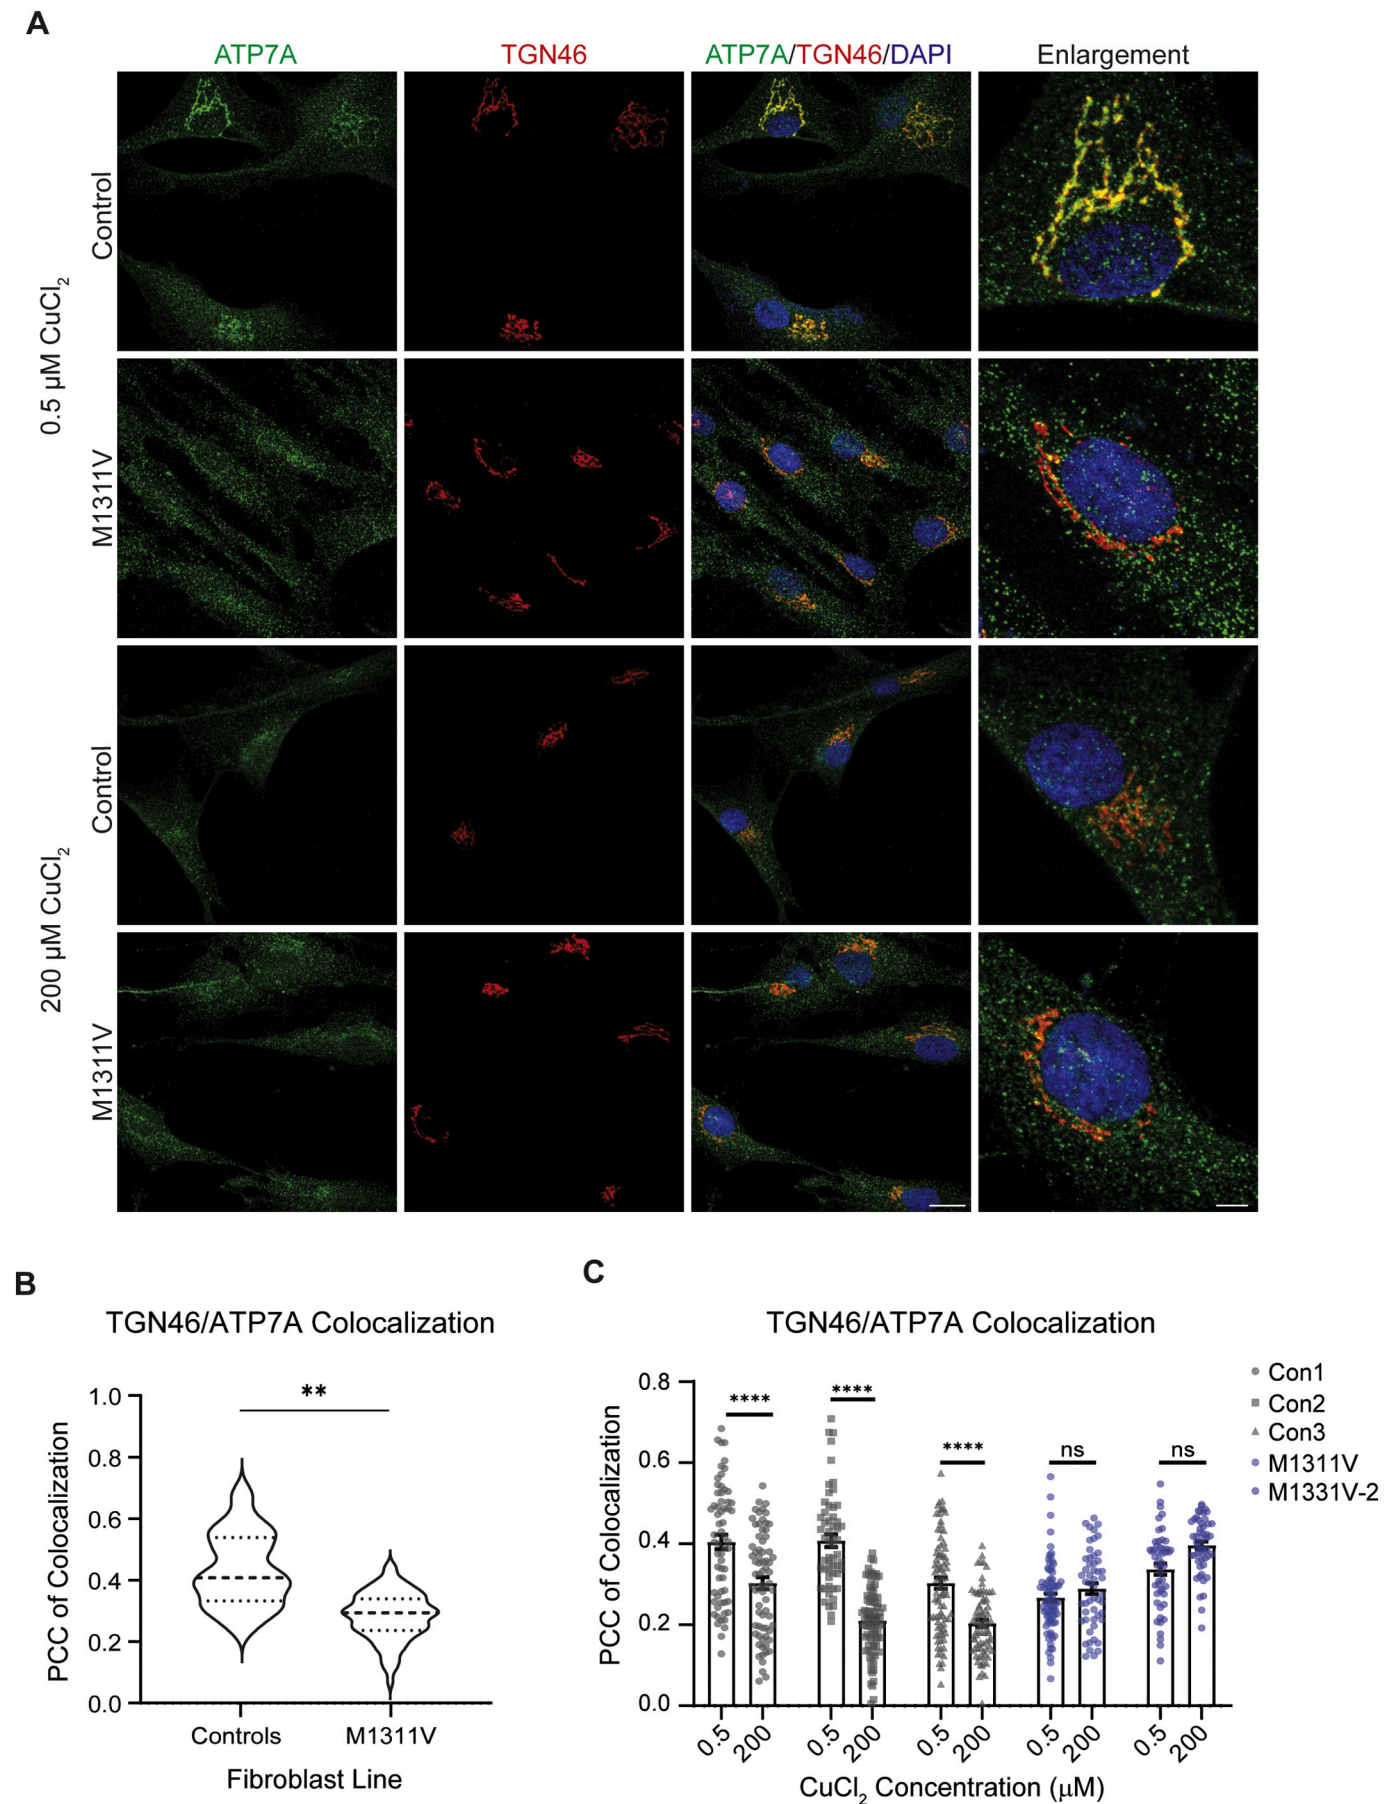 A
ATP7A
TGN46
ATP7A/TGN46/DAPI
Enlargement
0.5 µM CuCl₂
Control
M1311V
200 µM CuCl₂
Control
M1311V
B
TGN46/ATP7A Colocalization
PCC of Colocalization
1.0
0.8
0.6
0.4
0.2
0.0
**
Controls
M1311V
Fibroblast Line
C
TGN46/ATP7A Colocalization
PCC of Colocalization
0.8
0.6
0.4
0.2
0.0
****
****
****
ns
ns
0.5 200 0.5 200 0.5 200 0.5 200 0.5 200
CuCl₂ Concentration (µM)
Con1
Con2
Con3
M1311V
M1331V-2